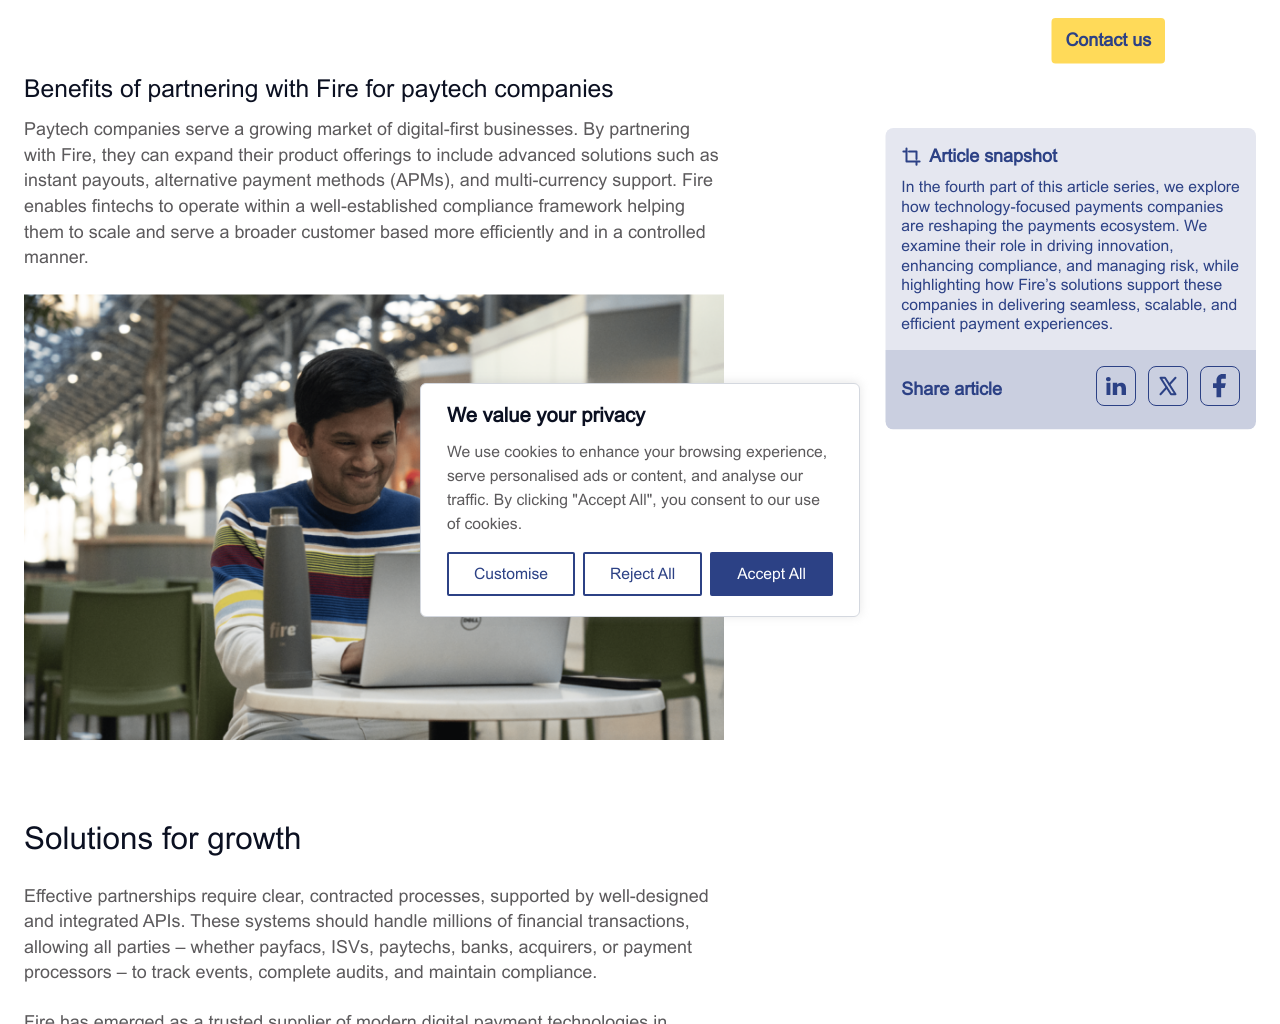 Contact us
Benefits of partnering with Fire for paytech companies
Paytech companies serve a growing market of digital-first businesses. By partnering
with Fire, they can expand their product offerings to include advanced solutions such as
instant payouts, alternative payment methods (APMs), and multi-currency support. Fire
enables fintechs to operate within a well-established compliance framework helping
them to scale and serve a broader customer based more efficiently and in a controlled
manner.
Article snapshot
In the fourth part of this article series, we explore
how technology-focused payments companies
are reshaping the payments ecosystem. We
examine their role in driving innovation,
enhancing compliance, and managing risk, while
highlighting how Fire’s solutions support these
companies in delivering seamless, scalable, and
efficient payment experiences.
Share article
We value your privacy
We use cookies to enhance your browsing experience,
serve personalised ads or content, and analyse our
traffic. By clicking "Accept All", you consent to our use
of cookies.
Customise
Reject All
Accept All
DELL
fire
Solutions for growth
Effective partnerships require clear, contracted processes, supported by well-designed
and integrated APIs. These systems should handle millions of financial transactions,
allowing all parties – whether payfacs, ISVs, paytechs, banks, acquirers, or payment
processors – to track events, complete audits, and maintain compliance.
Fire has emerged as a trusted supplier of modern digital payment technologies in